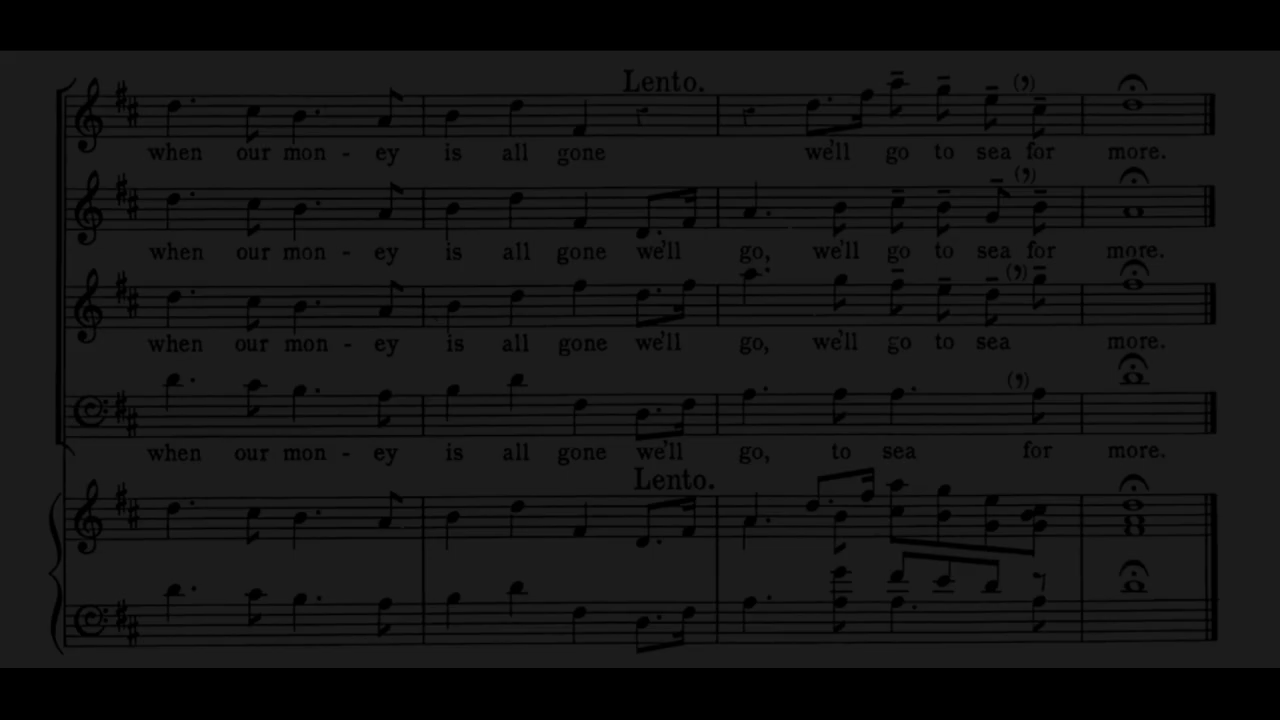 Lento.
when our mon - ey is all gone we'll go to sea for more.
when our mon - ey is all gone we'll go, we'll go to sea for more.
when our mon - ey is all gone we'll go, we'll go to sea more.
when our mon - ey is all gone we'll go, to sea for more.
Lento.